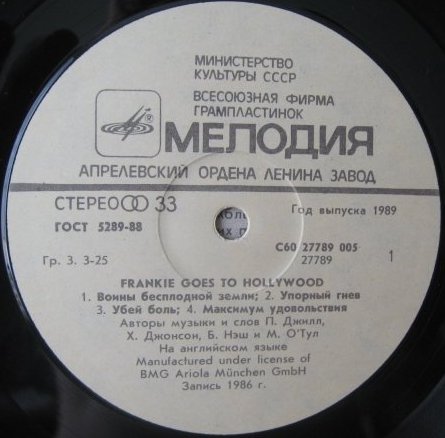 МИНИСТЕРСТВО
КУЛЬТУРЫ СССР
ВСЕСОЮЗНАЯ ФИРМА
ГРАМПЛАСТИНОК
МЕЛОДИЯ
АПРЕЛЕВСКИЙ ОРДЕНА ЛЕНИНА ЗАВОД
СТЕРЕО 33
Год выпуска 1989
ГОСТ 5289-88
С60 27789 005
Гр. 3. 3-25
27789
1
FRANKIE GOES TO HOLLYWOOD
1. Воины бесплодной земли; 2. Упорный гнев
3. Убей боль; 4. Максимум удовольствия
Авторы музыки и слов П. Джилл,
Х. Джонсон, Б. Нэш и М. О'Тул
На английском языке
Manufactured under license of
BMG Ariola München GmbH
Запись 1986 г.